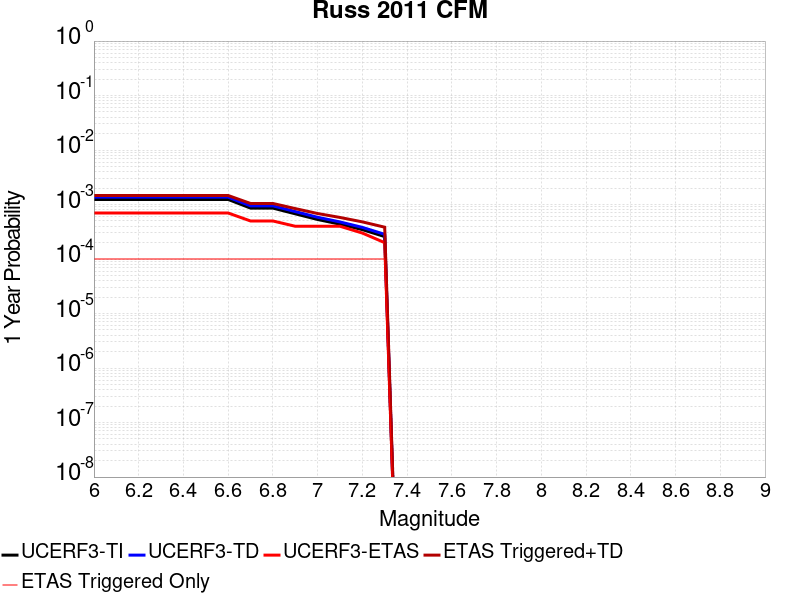 Russ 2011 CFM
10^0
10^-1
10^-2
10^-3
10^-4
10^-5
10^-6
10^-7
10^-8
1 Year Probability
6 6.2 6.4 6.6 6.8 7 7.2 7.4 7.6 7.8 8 8.2 8.4 8.6 8.8 9
Magnitude
UCERF3-TI UCERF3-TD UCERF3-ETAS ETAS Triggered+TD
ETAS Triggered Only